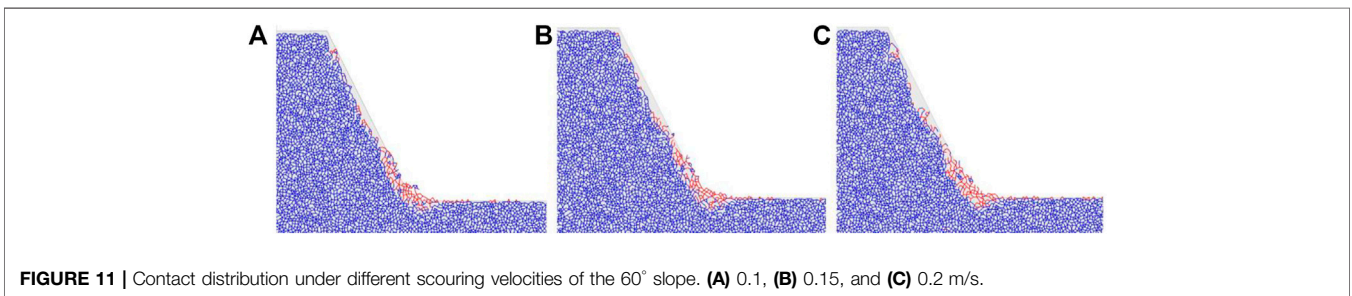 A
B
C
FIGURE 11 | Contact distribution under different scouring velocities of the 60° slope. (A) 0.1, (B) 0.15, and (C) 0.2 m/s.